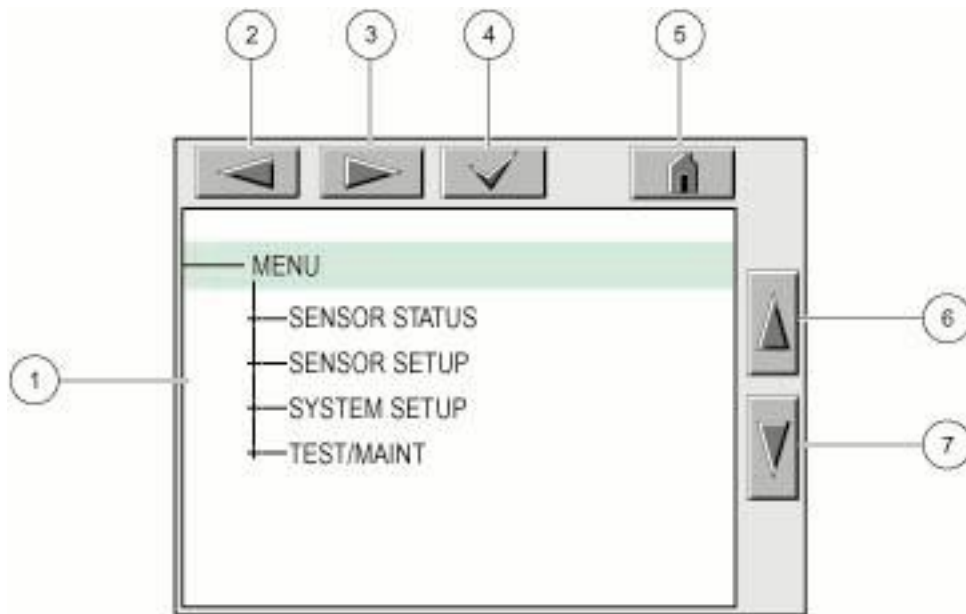 2 3 4 5
MENU
SENSOR STATUS
6
SENSOR SETUP
1
SYSTEM SETUP
7
TEST/MAINT